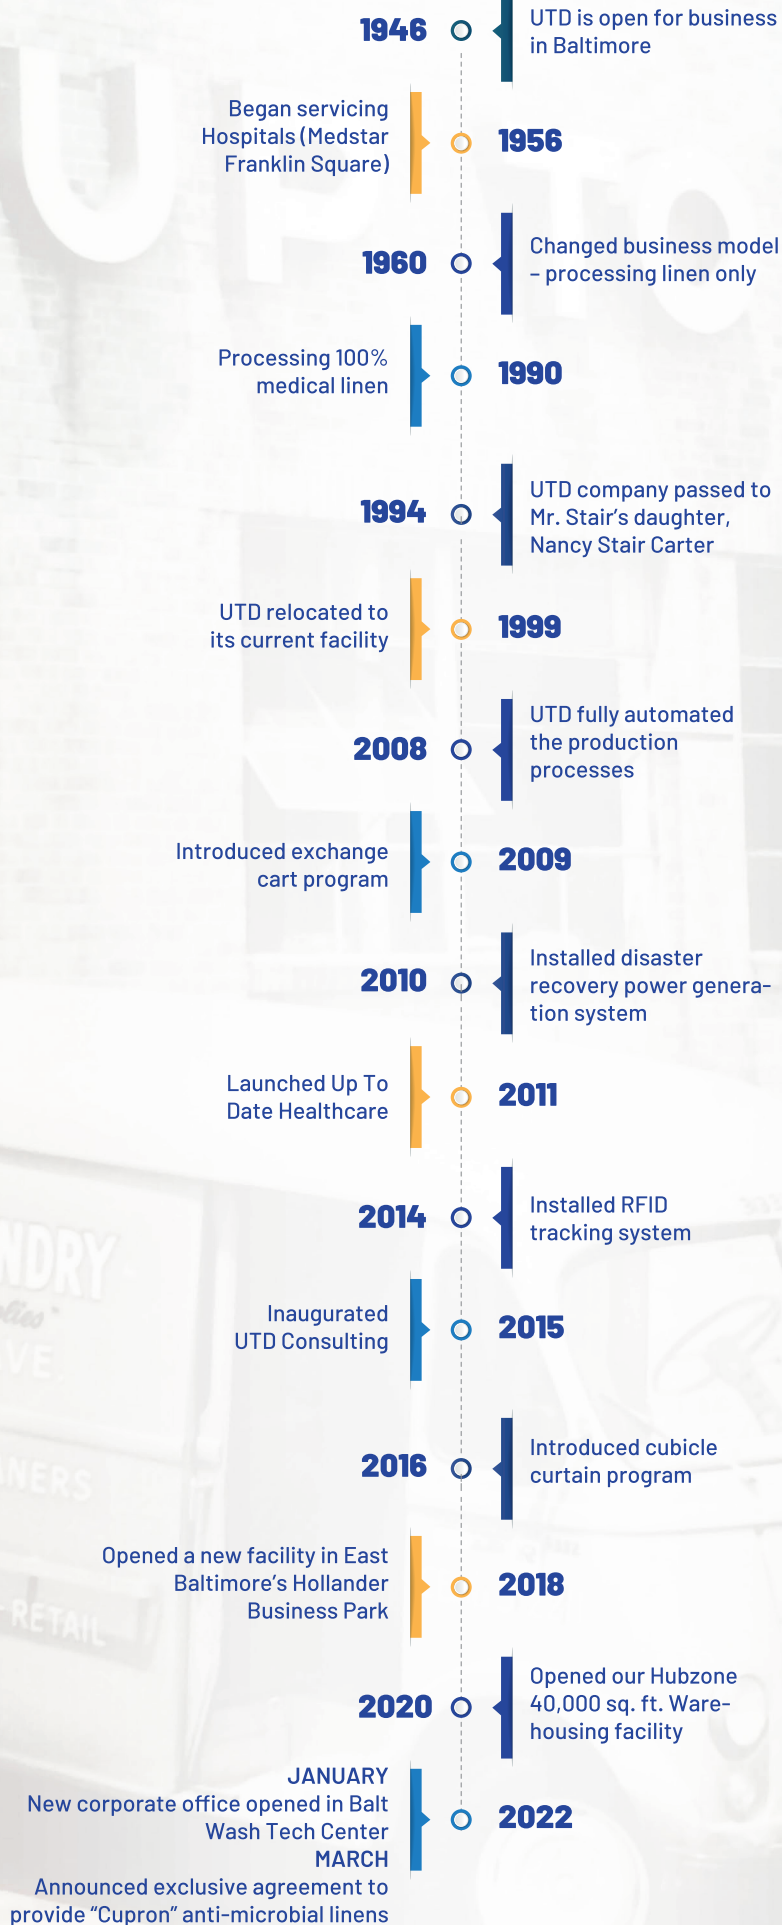 1946
UTD is open for business
in Baltimore
Began servicing
Hospitals (Medstar
Franklin Square)
1956
1960
Changed business model
– processing linen only
Processing 100%
medical linen
1990
1994
UTD company passed to
Mr. Stair’s daughter,
Nancy Stair Carter
UTD relocated to
its current facility
1999
2008
UTD fully automated
the production
processes
Introduced exchange
cart program
2009
2010
Installed disaster
recovery power genera-
tion system
Launched Up To
Date Healthcare
2011
2014
Installed RFID
tracking system
Inaugurated
UTD Consulting
2015
2016
Introduced cubicle
curtain program
Opened a new facility in East
Baltimore’s Hollander
Business Park
2018
2020
Opened our Hubzone
40,000 sq. ft. Ware-
housing facility
JANUARY
New corporate office opened in Balt
Wash Tech Center
MARCH
Announced exclusive agreement to
provide “Cupron” anti-microbial linens
2022
UP TO
RETAIL